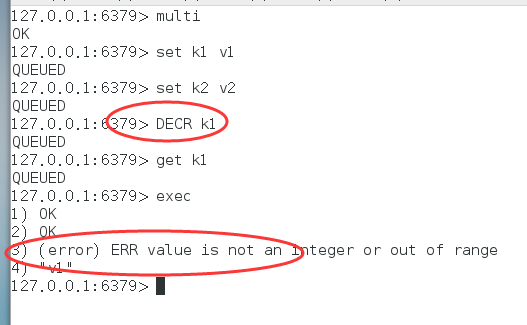 127.0.0.1:6379> multi
OK
127.0.0.1:6379> set k1 v1
QUEUED
127.0.0.1:6379> set k2 v2
QUEUED
127.0.0.1:6379> DECR k1
QUEUED
127.0.0.1:6379> get k1
QUEUED
127.0.0.1:6379> exec
1) OK
2) OK
3) (error) ERR value is not an integer or out of range
4) "v1"
127.0.0.1:6379>